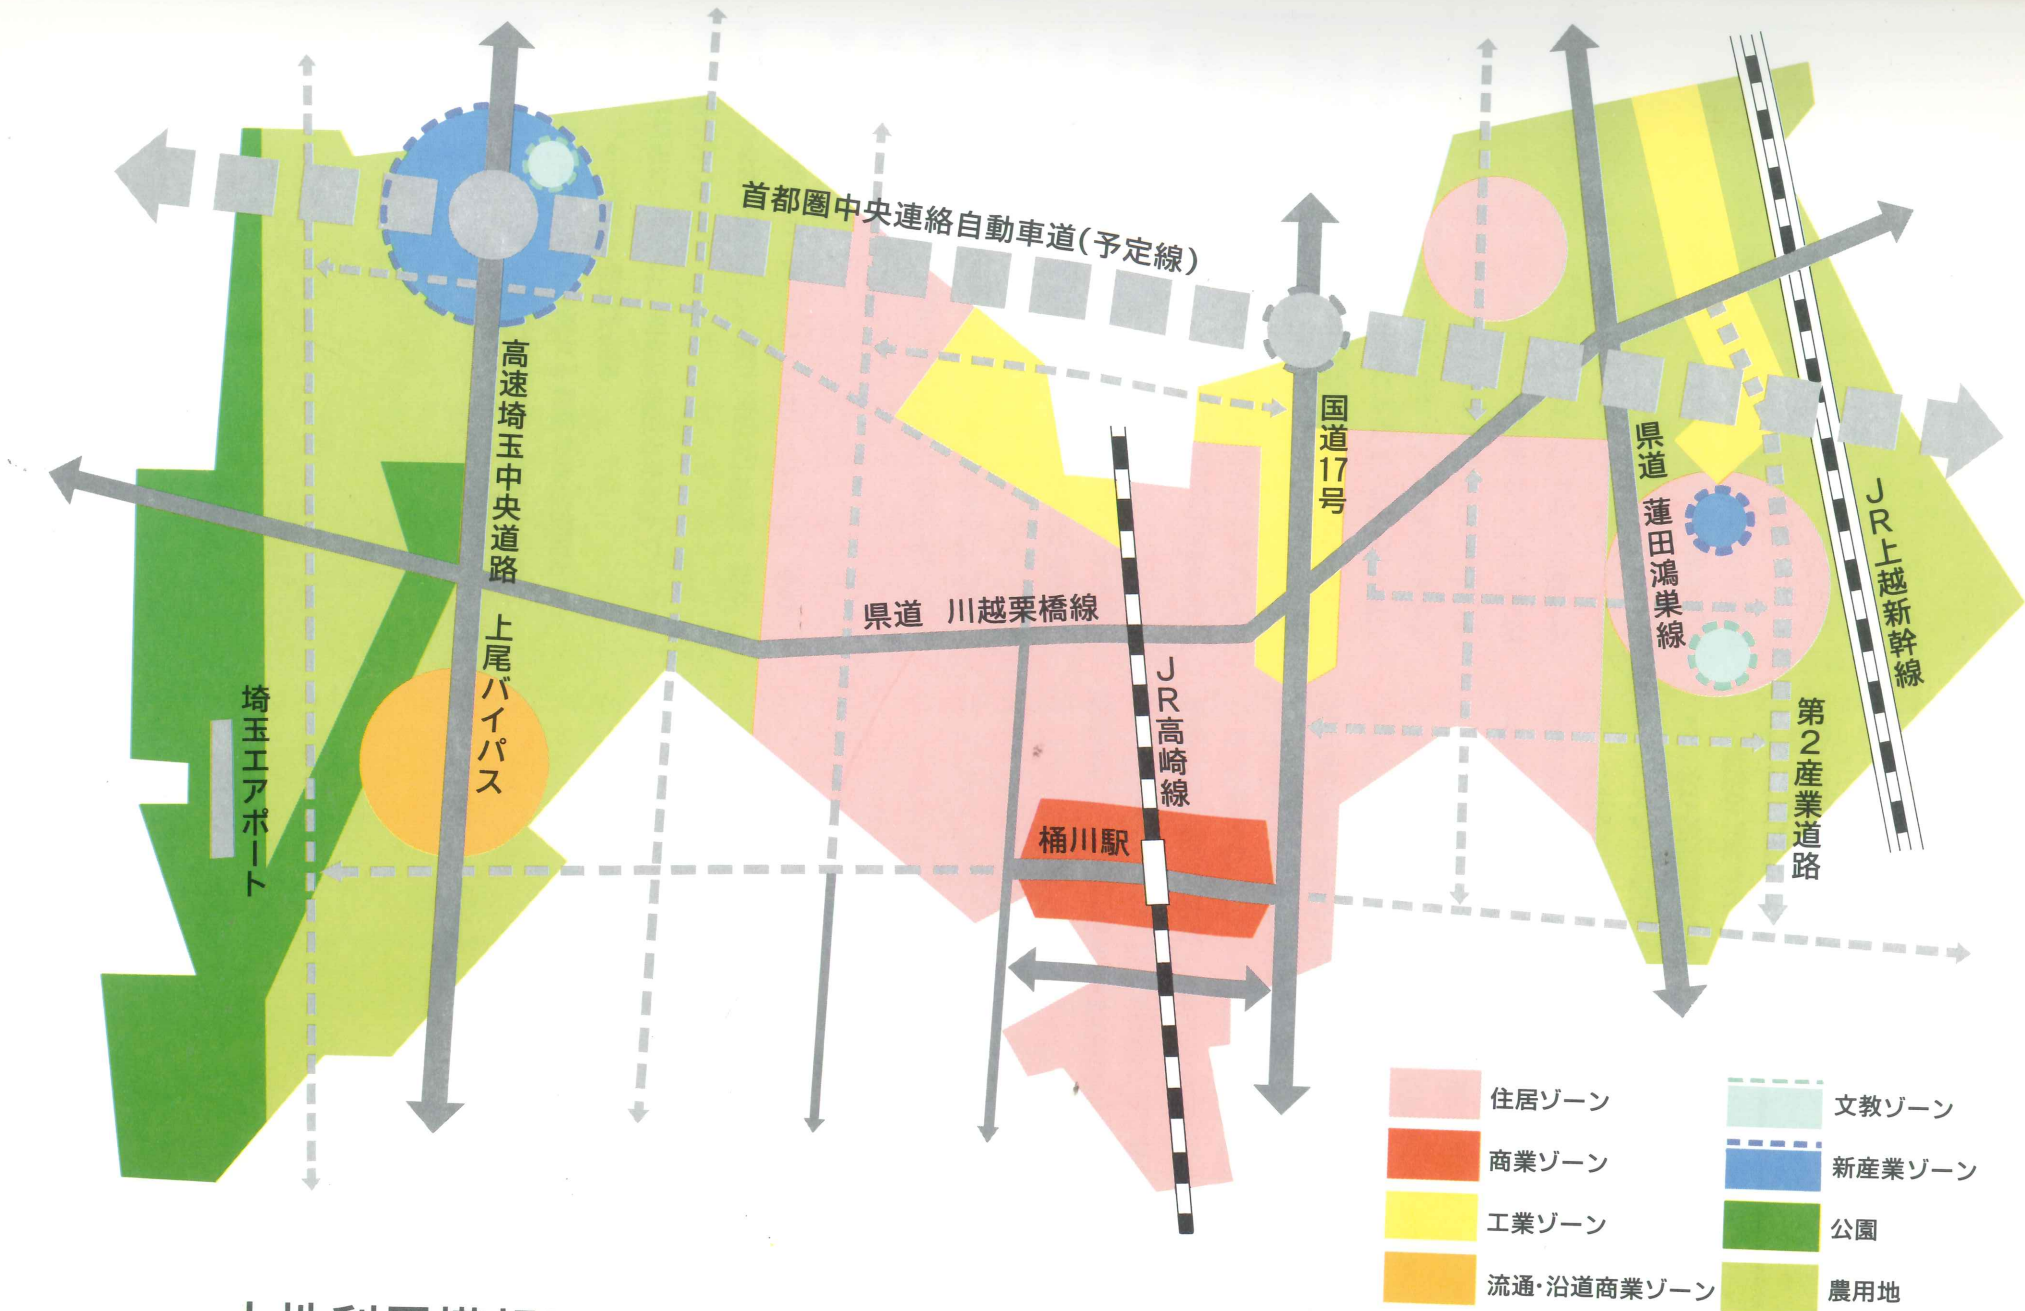 首都圏中央連絡自動車道(予定線)
高速埼玉中央道路
上尾バイパス
埼玉エアポート
県道 川越栗橋線
国道17号
JR高崎線
桶川駅
県道 蓮田鴻巣線
JR上越新幹線
第2産業道路
住居ゾーン
商業ゾーン
工業ゾーン
流通・沿道商業ゾーン
文教ゾーン
新産業ゾーン
公園
農用地